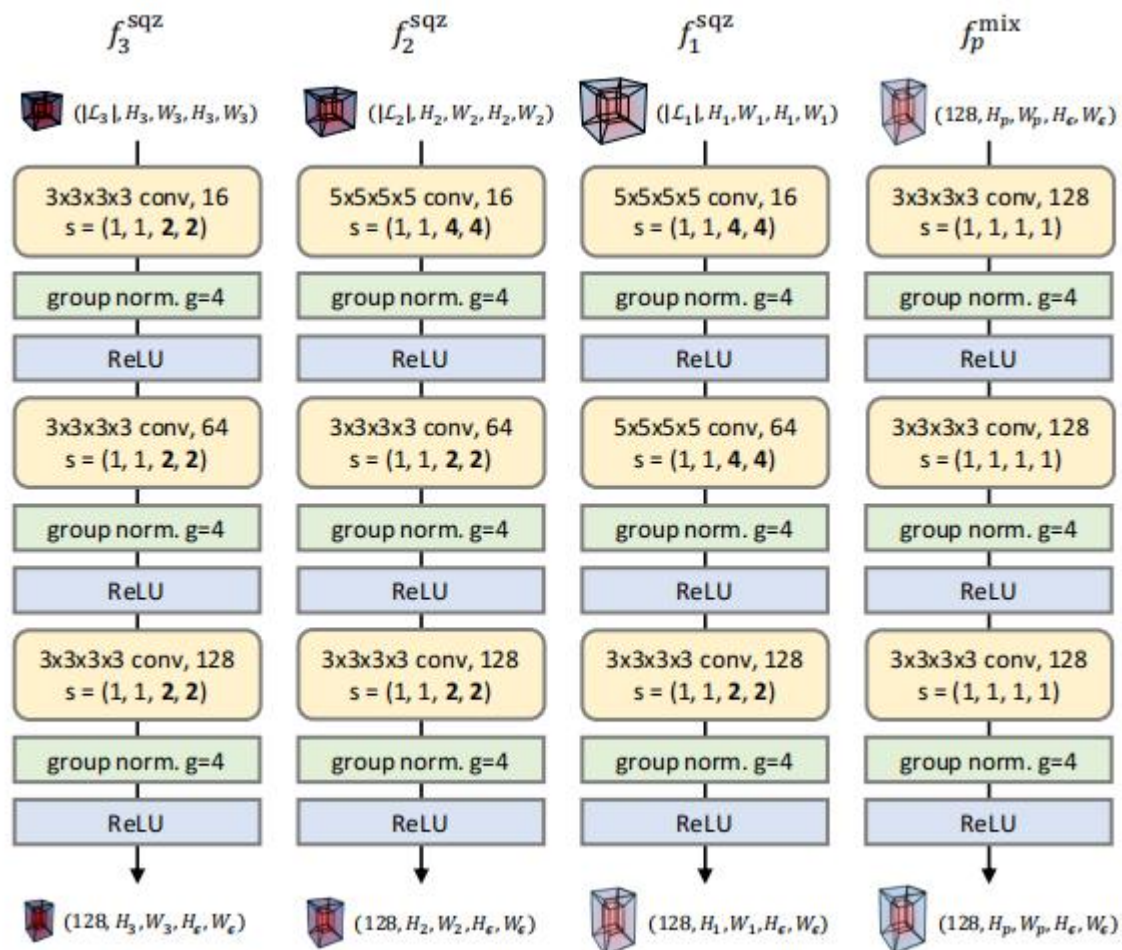 f_3^sqz
(|ℒ_3|, H_3, W_3, H_3, W_3)
3x3x3x3 conv, 16
s = (1, 1, 2, 2)
group norm. g=4
ReLU
3x3x3x3 conv, 64
s = (1, 1, 2, 2)
group norm. g=4
ReLU
3x3x3x3 conv, 128
s = (1, 1, 2, 2)
group norm. g=4
ReLU
(128, H_3, W_3, H_ϵ, W_ϵ)
f_2^sqz
(|ℒ_2|, H_2, W_2, H_2, W_2)
5x5x5x5 conv, 16
s = (1, 1, 4, 4)
group norm. g=4
ReLU
3x3x3x3 conv, 64
s = (1, 1, 2, 2)
group norm. g=4
ReLU
3x3x3x3 conv, 128
s = (1, 1, 2, 2)
group norm. g=4
ReLU
(128, H_2, W_2, H_ϵ, W_ϵ)
f_1^sqz
(|ℒ_1|, H_1, W_1, H_1, W_1)
5x5x5x5 conv, 16
s = (1, 1, 4, 4)
group norm. g=4
ReLU
5x5x5x5 conv, 64
s = (1, 1, 4, 4)
group norm. g=4
ReLU
3x3x3x3 conv, 128
s = (1, 1, 2, 2)
group norm. g=4
ReLU
(128, H_1, W_1, H_ϵ, W_ϵ)
f_p^mix
(128, H_p, W_p, H_ϵ, W_ϵ)
3x3x3x3 conv, 128
s = (1, 1, 1, 1)
group norm. g=4
ReLU
3x3x3x3 conv, 128
s = (1, 1, 1, 1)
group norm. g=4
ReLU
3x3x3x3 conv, 128
s = (1, 1, 1, 1)
group norm. g=4
ReLU
(128, H_p, W_p, H_ϵ, W_ϵ)